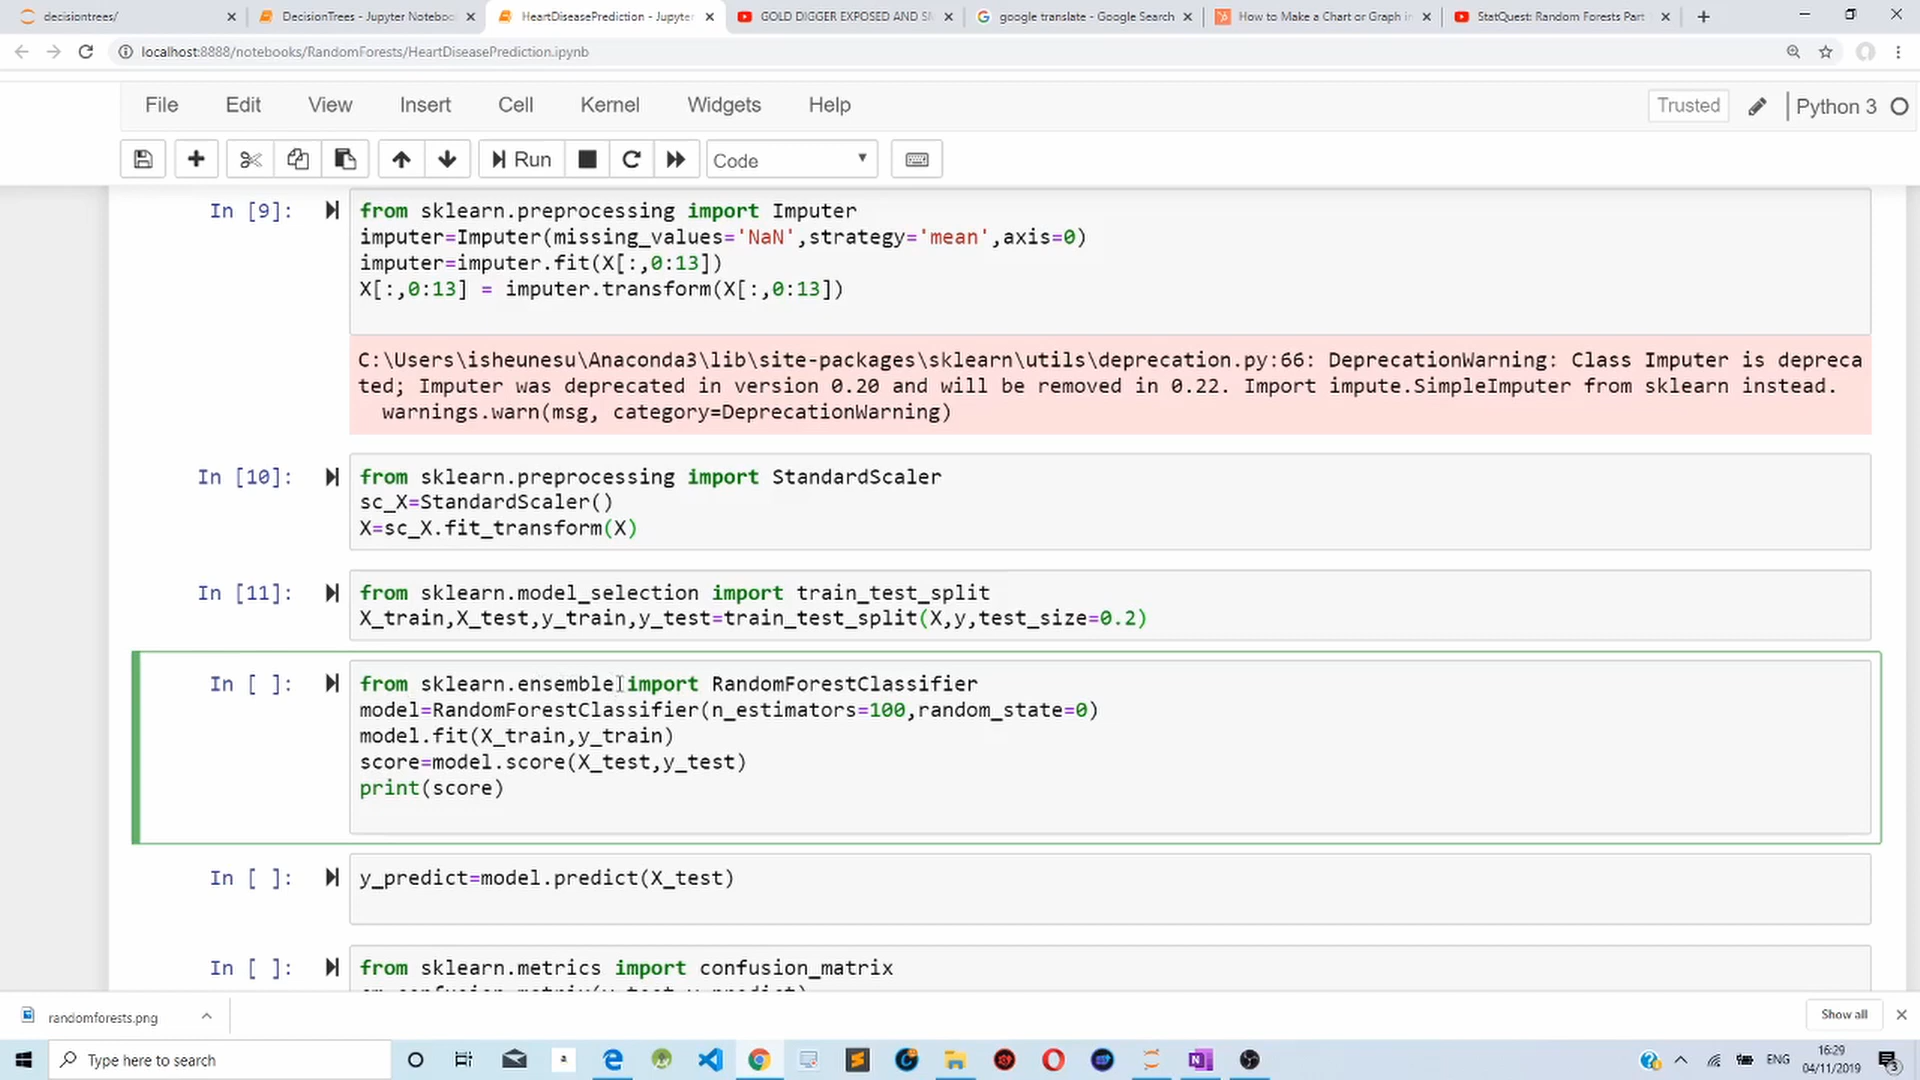 decisiontrees/
DecisionTrees - Jupyter Noteboo
HeartDiseasePrediction - Jupyter
GOLD DIGGER EXPOSED AND S
google translate - Google Search
How to Make a Chart or Graph in
StatQuest: Random Forests Part
localhost:8888/notebooks/RandomForests/HeartDiseasePrediction.ipynb
File Edit View Insert Cell Kernel Widgets Help
Trusted
Python 3
Run
Code
In [9]:
from sklearn.preprocessing import Imputer
imputer=Imputer(missing_values='NaN',strategy='mean',axis=0)
imputer=imputer.fit(X[:,0:13])
X[:,0:13] = imputer.transform(X[:,0:13])
C:\Users\isheunesu\Anaconda3\lib\site-packages\sklearn\utils\deprecation.py:66: DeprecationWarning: Class Imputer is depreca
ted; Imputer was deprecated in version 0.20 and will be removed in 0.22. Import impute.SimpleImputer from sklearn instead.
warnings.warn(msg, category=DeprecationWarning)
In [10]:
from sklearn.preprocessing import StandardScaler
sc_X=StandardScaler()
X=sc_X.fit_transform(X)
In [11]:
from sklearn.model_selection import train_test_split
X_train,X_test,y_train,y_test=train_test_split(X,y,test_size=0.2)
In [ ]:
from sklearn.ensemble import RandomForestClassifier
model=RandomForestClassifier(n_estimators=100,random_state=0)
model.fit(X_train,y_train)
score=model.score(X_test,y_test)
print(score)
In [ ]:
y_predict=model.predict(X_test)
In [ ]:
from sklearn.metrics import confusion_matrix
randomforests.png
Show all
Type here to search
ENG
16:29
04/11/2019